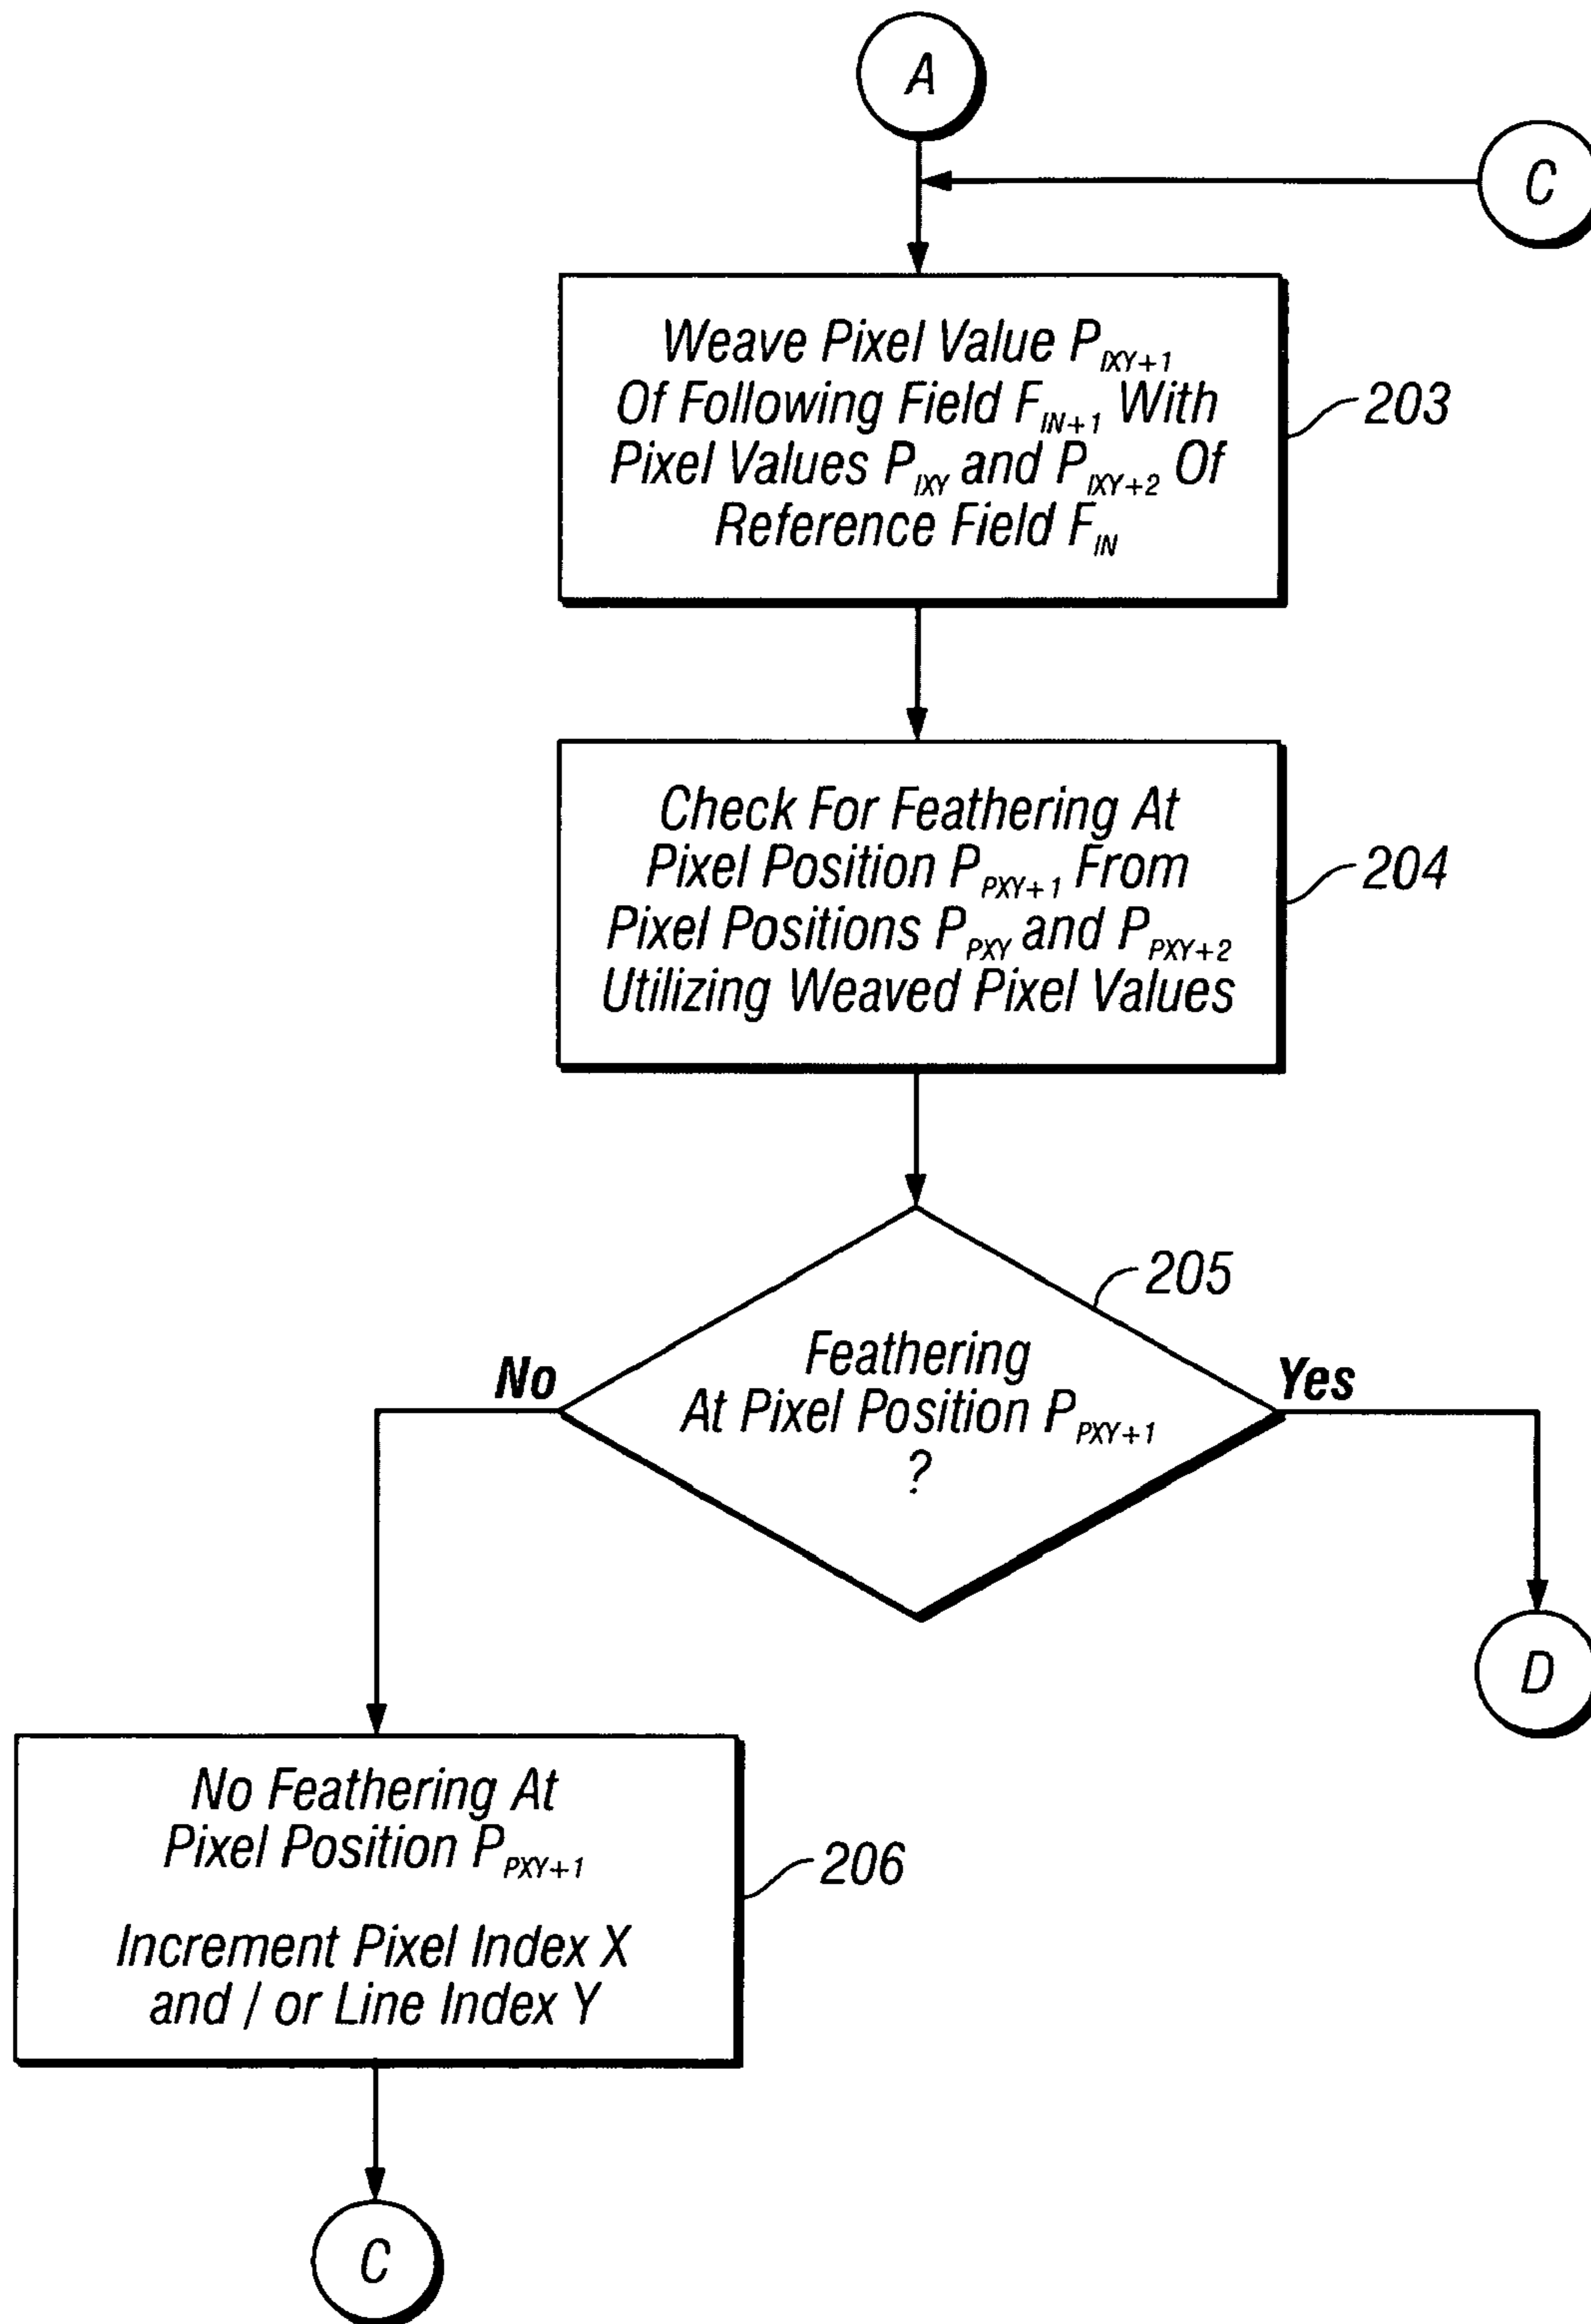 A
C
Weave Pixel Value P_IXY+1
Of Following Field F_IN+1 With
Pixel Values P_IXY and P_IXY+2 Of
Reference Field F_IN
203
Check For Feathering At
Pixel Position P_PXY+1 From
Pixel Positions P_PXY and P_PXY+2
Utilizing Weaved Pixel Values
204
205
Feathering
At Pixel Position P_PXY+1
?
No
Yes
D
No Feathering At
Pixel Position P_PXY+1
Increment Pixel Index X
and / or Line Index Y
206
C